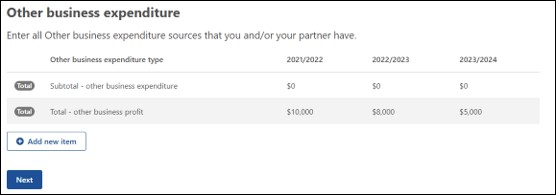 Other business expenditure
Enter all Other business expenditure sources that you and/or your partner have.
Other business expenditure type 2021/2022 2022/2023 2023/2024
Total Subtotal - other business expenditure $0 $0 $0
Total Total - other business profit $10,000 $8,000 $5,000
Add new item
Next